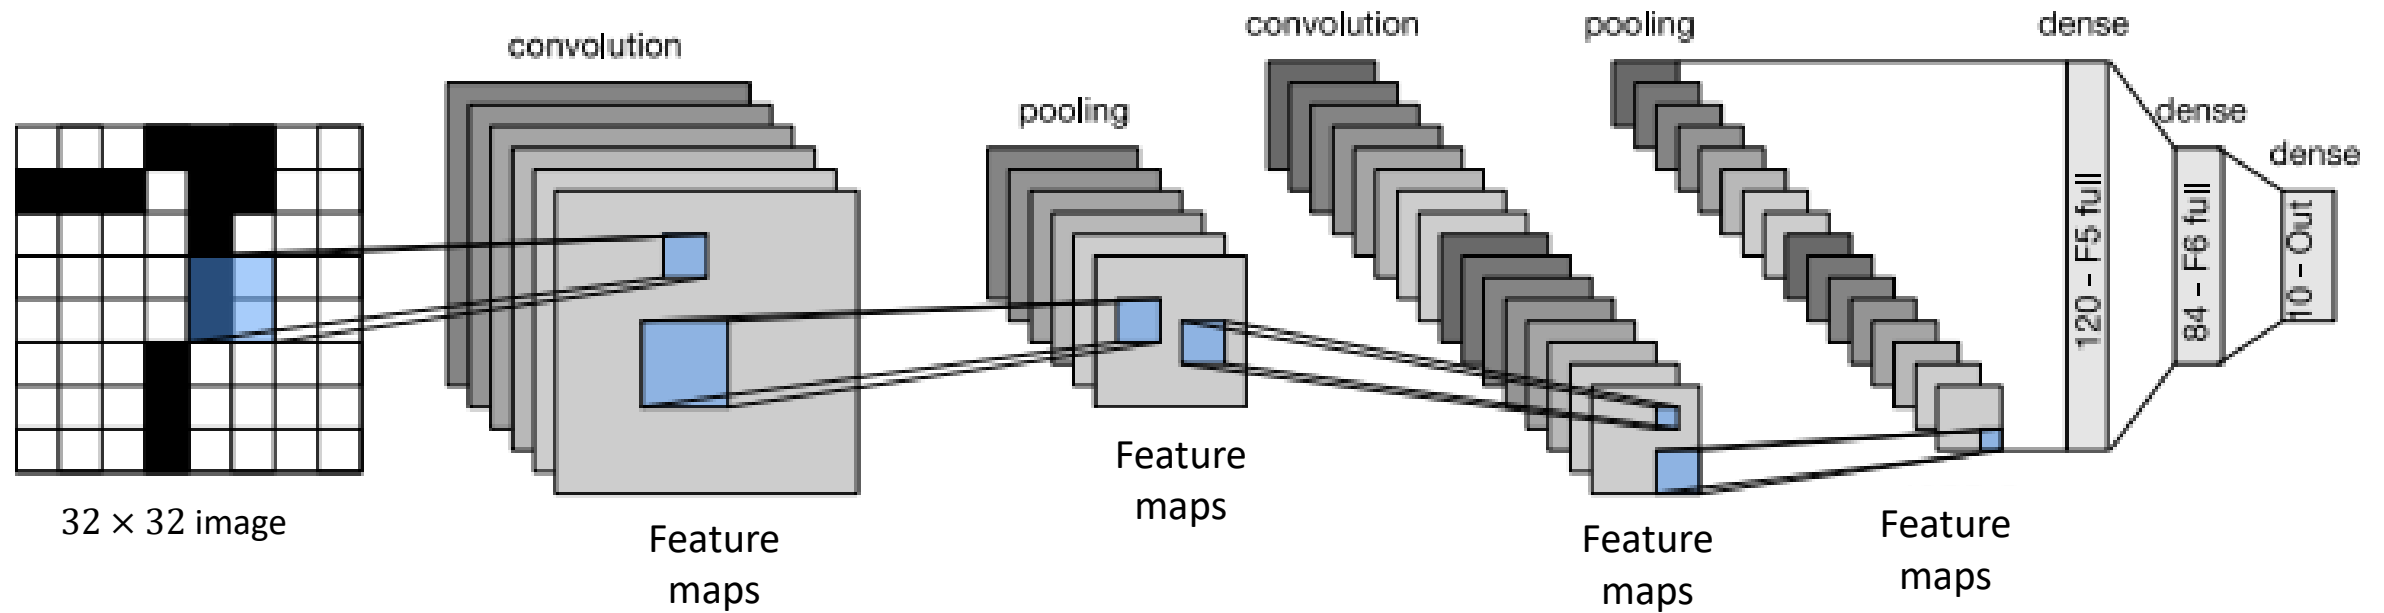 convolution
pooling
convolution
pooling
dense
dense
dense
32 × 32 image
Feature
maps
Feature
maps
Feature
maps
Feature
maps
120 - F5 full
84 - F6 full
10 - Out